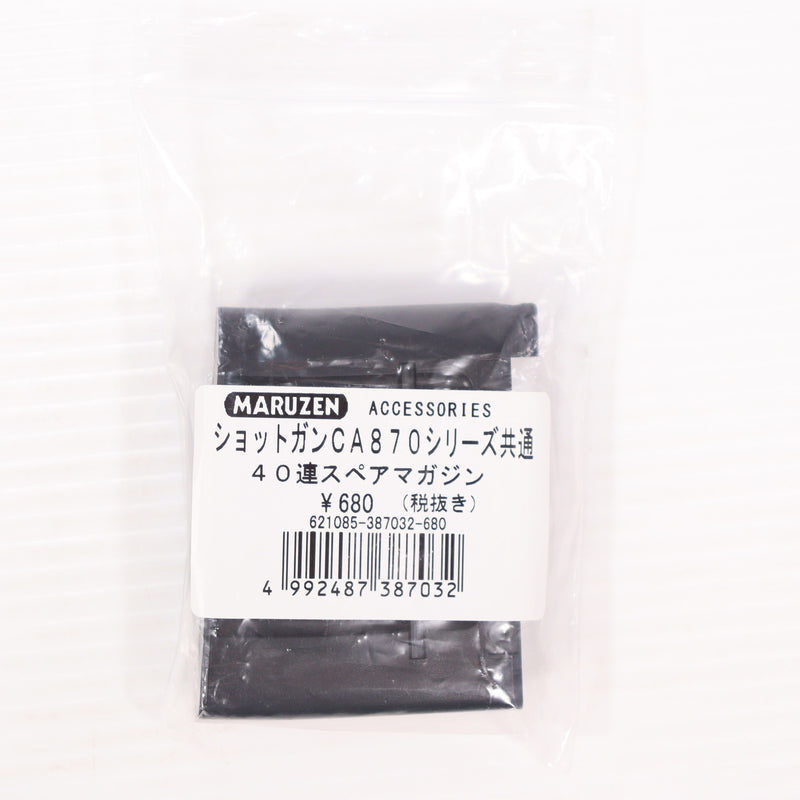 MARUZEN ACCESSORIES
ショットガンCA870シリーズ共通
40連スペアマガジン
¥680 (税抜き)
621085-387032-680
4 992487 387032